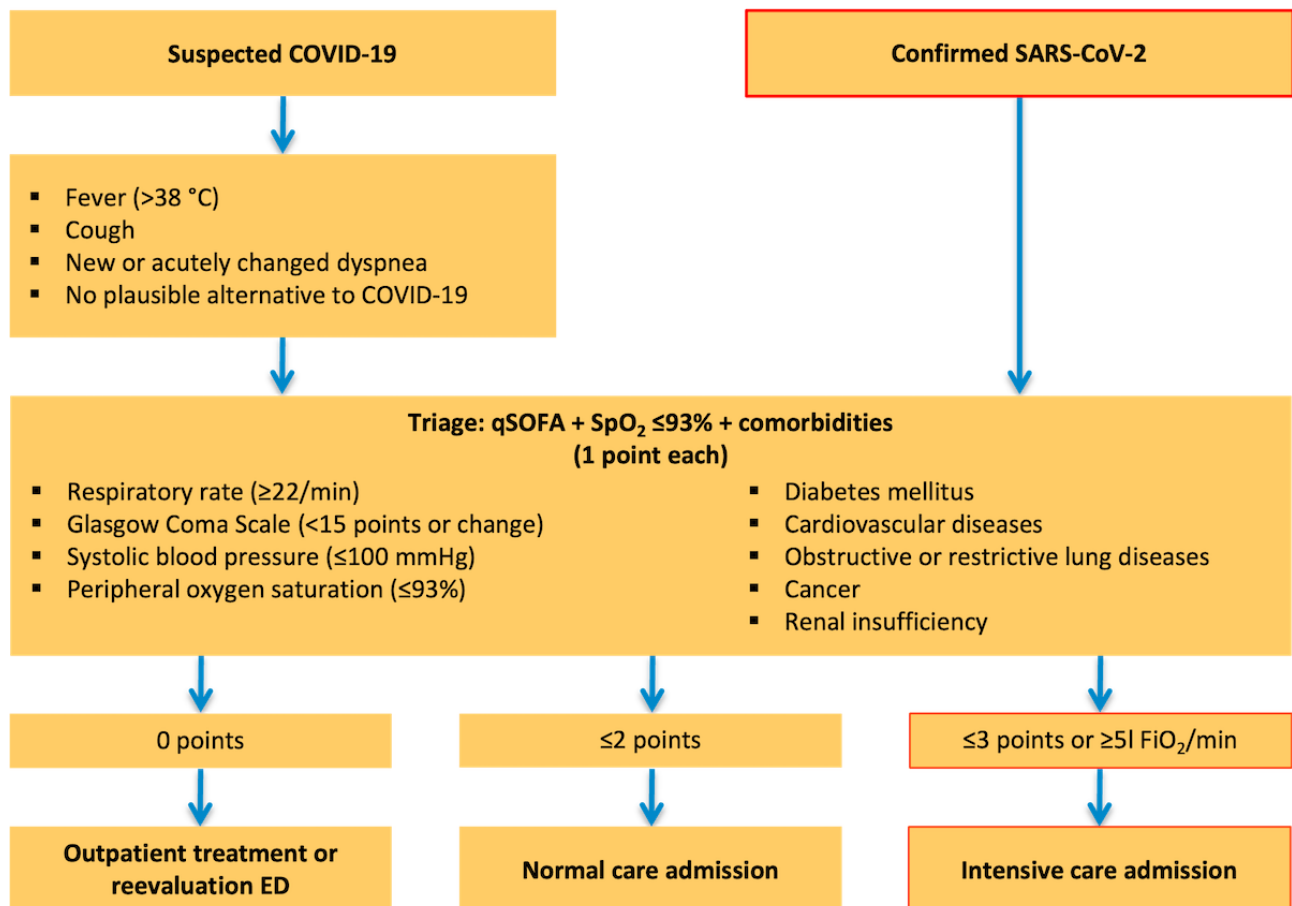 Suspected COVID-19
Confirmed SARS-CoV-2
▪ Fever (>38 °C)
▪ Cough
▪ New or acutely changed dyspnea
▪ No plausible alternative to COVID-19
Triage: qSOFA + SpO₂ ≤93% + comorbidities
(1 point each)
▪ Respiratory rate (≥22/min)
▪ Glasgow Coma Scale (<15 points or change)
▪ Systolic blood pressure (≤100 mmHg)
▪ Peripheral oxygen saturation (≤93%)
▪ Diabetes mellitus
▪ Cardiovascular diseases
▪ Obstructive or restrictive lung diseases
▪ Cancer
▪ Renal insufficiency
0 points
≤2 points
≤3 points or ≥5l FiO₂/min
Outpatient treatment or
reevaluation ED
Normal care admission
Intensive care admission